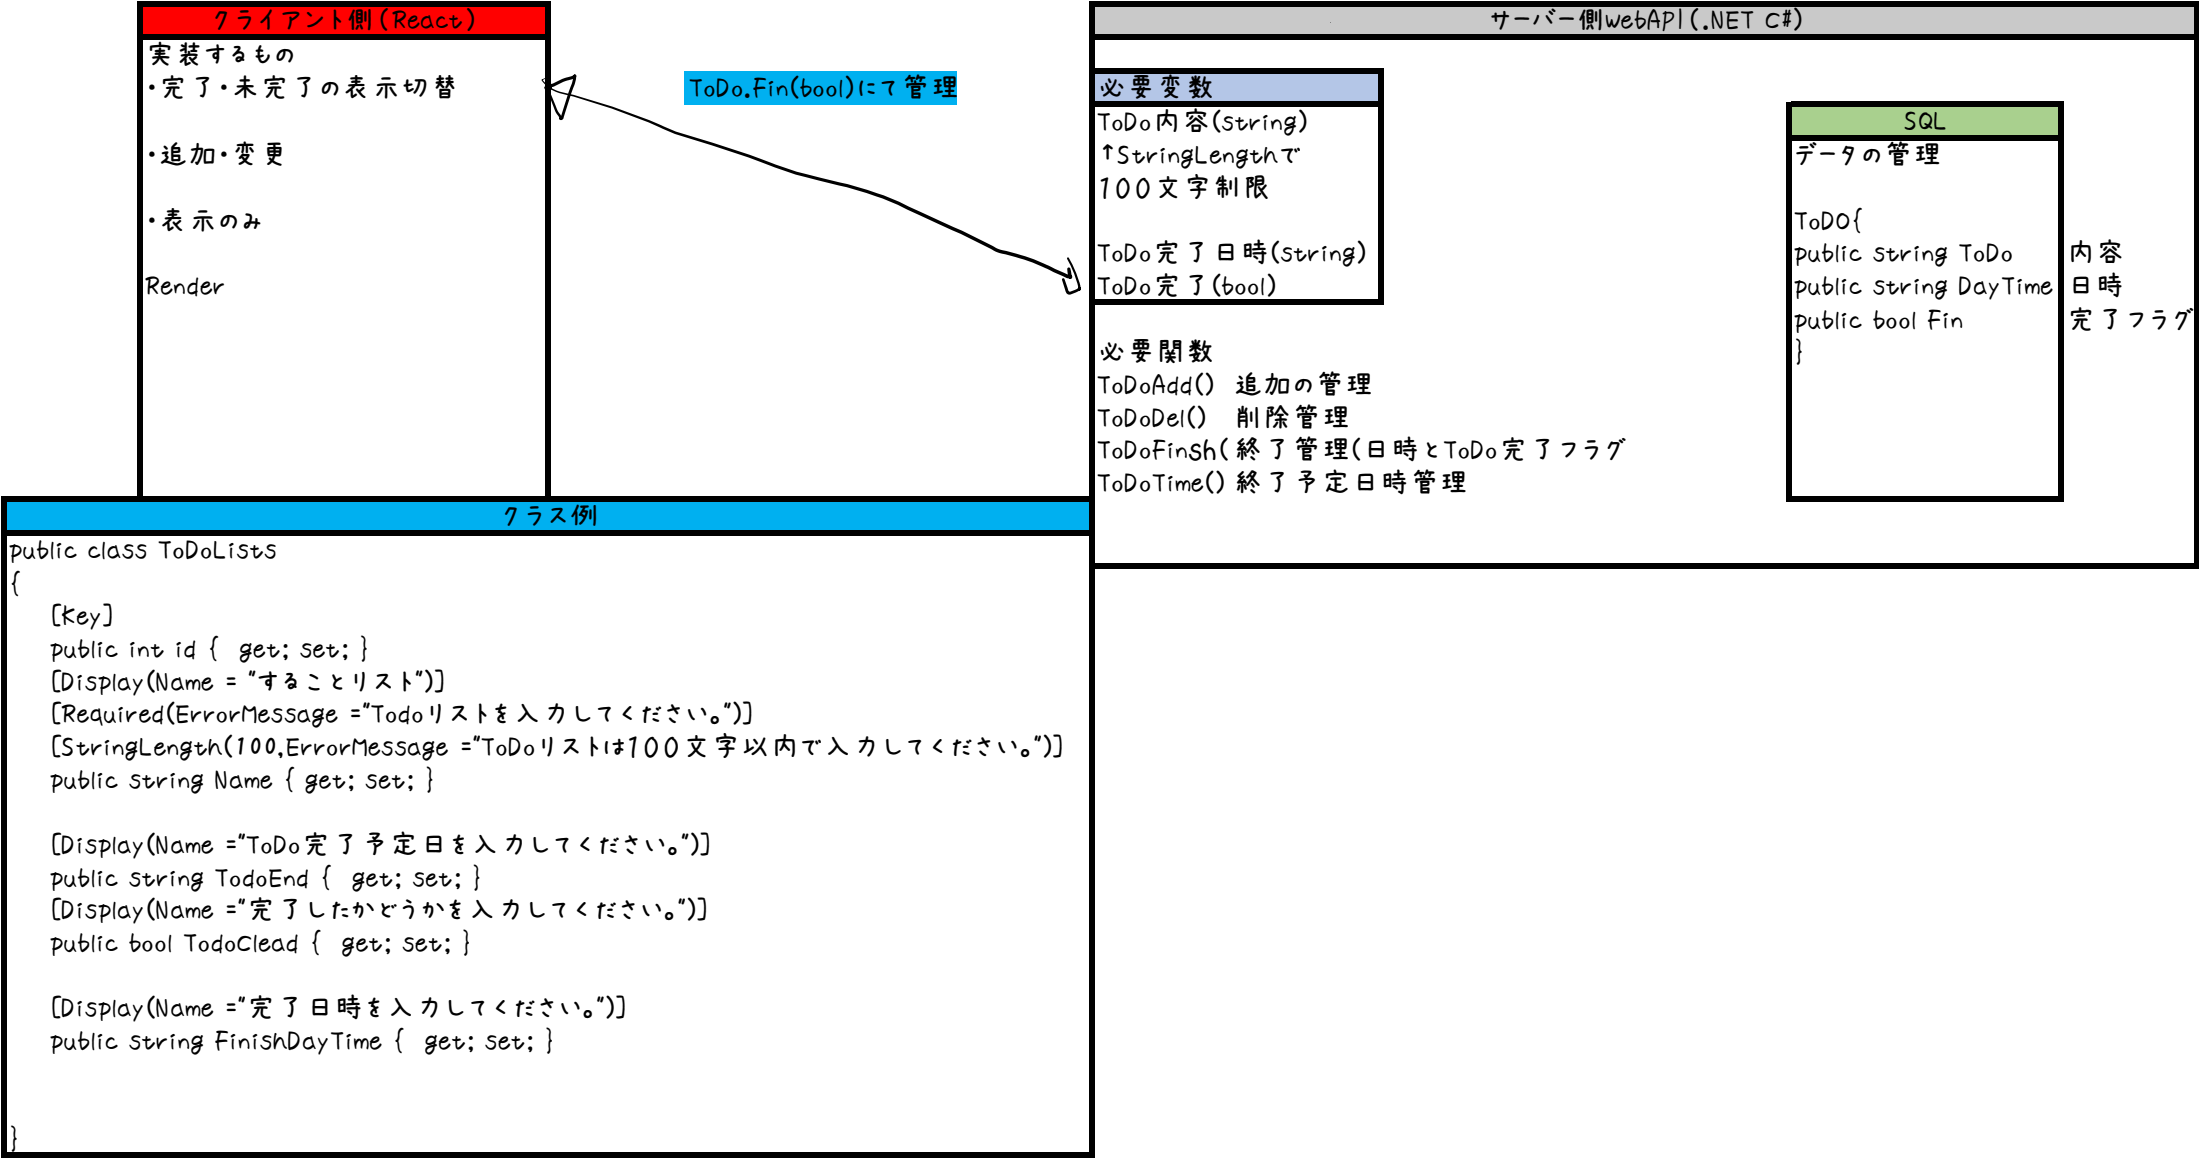 クライアント側(React)
実装するもの
・完了・未完了の表示切替
・追加・変更
・表示のみ
Render
ToDo.Fin(bool)にて管理
サーバー側webAPI(.NET C#)
必要変数
ToDo内容(string)
↑StringLengthで
100文字制限
ToDo完了日時(string)
ToDo完了(bool)
必要関数
ToDoAdd() 追加の管理
ToDoDel() 削除管理
ToDoFinsh( 終了管理(日時とToDo完了フラグ
ToDoTime() 終了予定日時管理
SQL
データの管理
ToDO{
public string ToDo 内容
public string DayTime 日時
public bool Fin 完了フラグ
}
クラス例
public class ToDoLists
{
[Key]
public int id { get; set; }
[Display(Name = "することリスト")]
[Required(ErrorMessage ="Todoリストを入力してください。")]
[StringLength(100,ErrorMessage ="ToDoリストは100文字以内で入力してください。")]
public string Name { get; set; }
[Display(Name ="ToDo完了予定日を入力してください。")]
public string TodoEnd { get; set; }
[Display(Name ="完了したかどうかを入力してください。")]
public bool TodoClead { get; set; }
[Display(Name ="完了日時を入力してください。")]
public string FinishDayTime { get; set; }
}